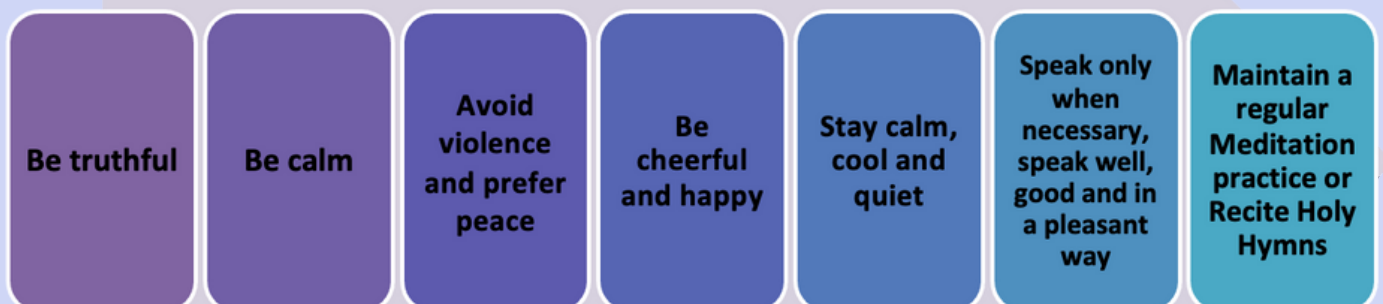 Be truthful
Be calm
Avoid
violence
and prefer
peace
Be
cheerful
and happy
Stay calm,
cool and
quiet
Speak only
when
necessary,
speak well,
good and in
a pleasant
way
Maintain a
regular
Meditation
practice or
Recite Holy
Hymns